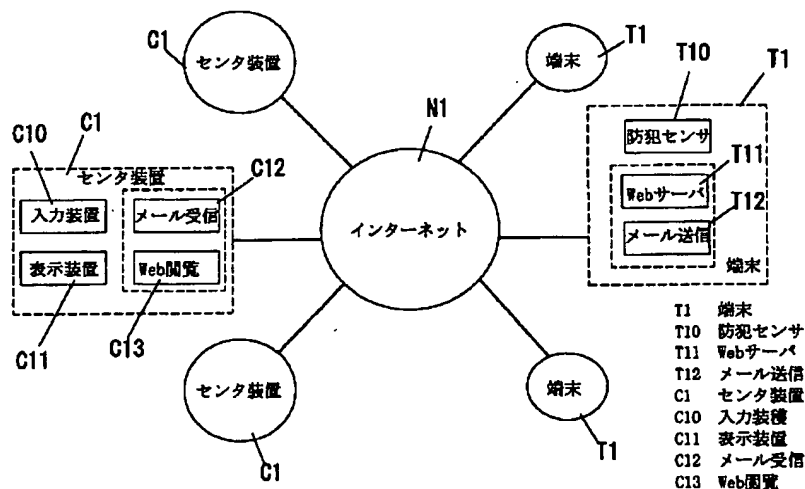 C1
センタ装置
端末
T1
T10
T1
防犯センサ
T11
Webサーバ
T12
メール送信
端末
N1
インターネット
C10
C1
C12
センタ装置
入力装置
メール受信
表示装置
Web閲覧
C11
C13
センタ装置
C1
端末
T1
T1 端末
T10 防犯センサ
T11 Webサーバ
T12 メール送信
C1 センタ装置
C10 入力装穫
C11 表示装置
C12 メール受信
C13 Web閲覧